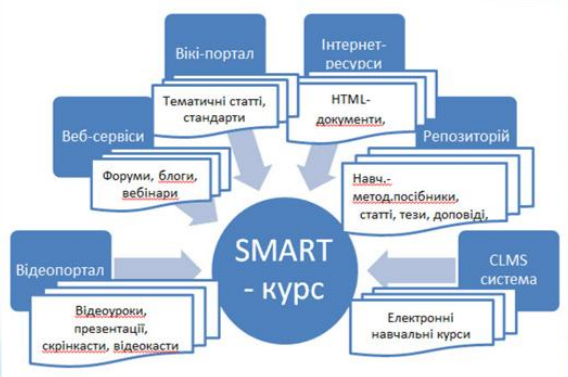 Вікі-портал
Тематичні статті,
стандарти
Інтернет-
ресурси
HTML-
документи,
Веб-сервіси
Форуми, блоги,
вебінари
Репозиторій
Навч.-
метод.посібники,
статті, тези, доповіді,
Відеопортал
Відеоуроки,
презентації,
скрінкасти, відеокасти
SMART
- курс
CLMS
система
Електронні
навчальні курси